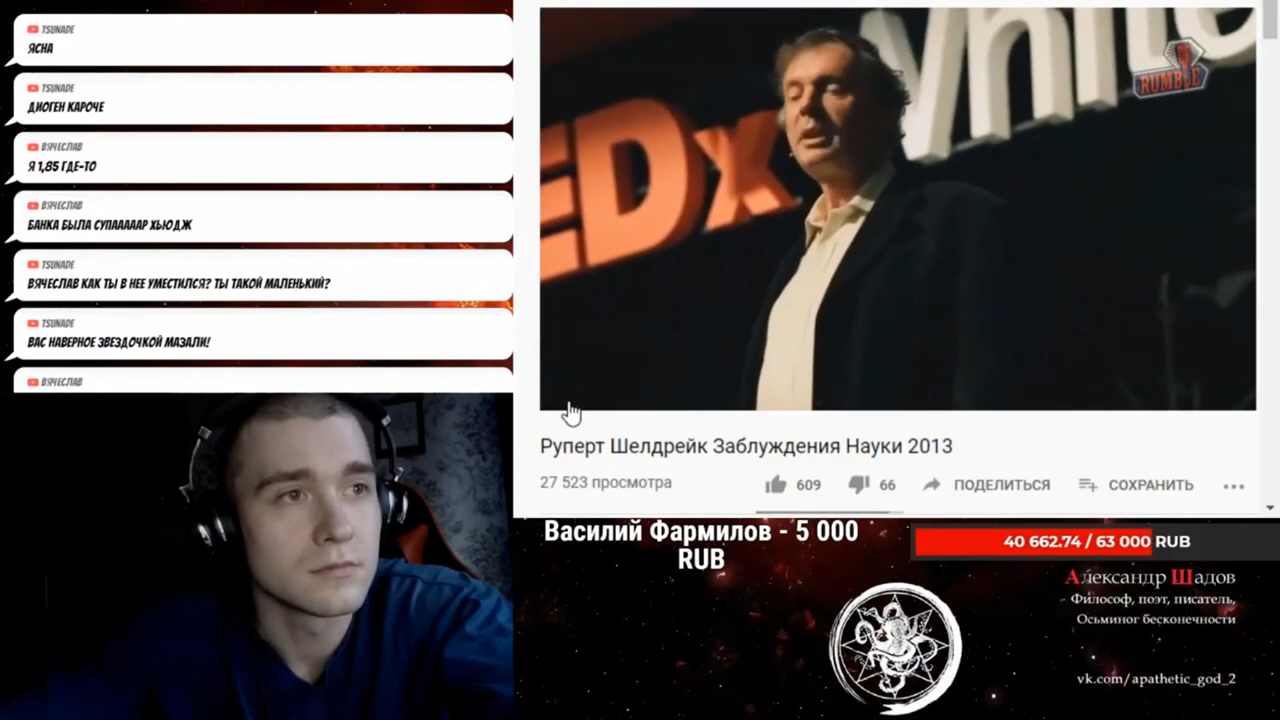 TSUNADE
ЯСНА
TSUNADE
ДИОГЕН КАРОЧЕ
ВЯЧЕСЛАВ
Я 1,85 ГДЕ-ТО
ВЯЧЕСЛАВ
БАНКА БЫЛА СУПАААААР ХЬЮДЖ
TSUNADE
ВЯЧЕСЛАВ КАК ТЫ В НЕЕ УМЕСТИЛСЯ? ТЫ ТАКОЙ МАЛЕНЬКИЙ?
TSUNADE
ВАС НАВЕРНОЕ ЗВЕЗДОЧКОЙ МАЗАЛИ!
ВЯЧЕСЛАВ
EDx White
RUMBLE
Руперт Шелдрейк Заблуждения Науки 2013
27 523 просмотра
609
66
ПОДЕЛИТЬСЯ
СОХРАНИТЬ
Василий Фармилов - 5 000
RUB
40 662.74 / 63 000 RUB
Александр Шадов
Философ, поэт, писатель,
Осьминог бесконечности
vk.com/apathetic_god_2